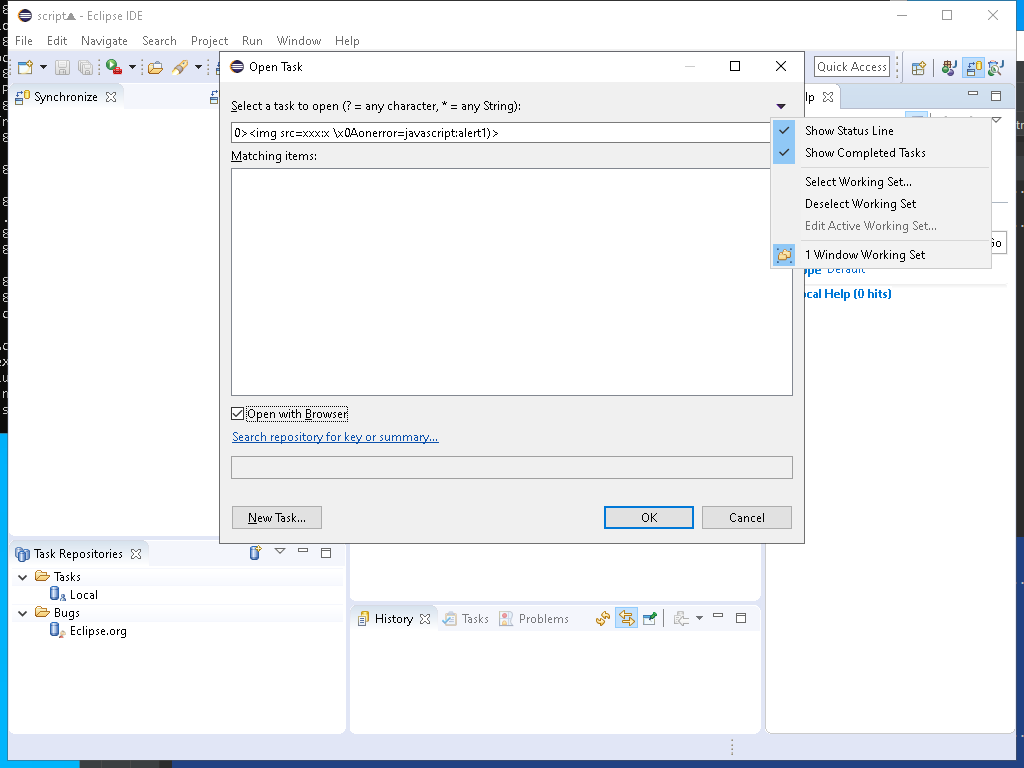 script▲ - Eclipse IDE
File Edit Navigate Search Project Run Window Help
Quick Access
Synchronize
Open Task
Select a task to open (? = any character, * = any String):
0><img src=xxx:x \x0Aonerror=javascript:alert1)>
Matching items:
Show Status Line
Show Completed Tasks
Select Working Set...
Deselect Working Set
Edit Active Working Set...
1 Window Working Set
Default
Help (0 hits)
Open with Browser
Search repository for key or summary...
New Task... OK Cancel
Task Repositories
Tasks
Local
Bugs
Eclipse.org
History Tasks Problems